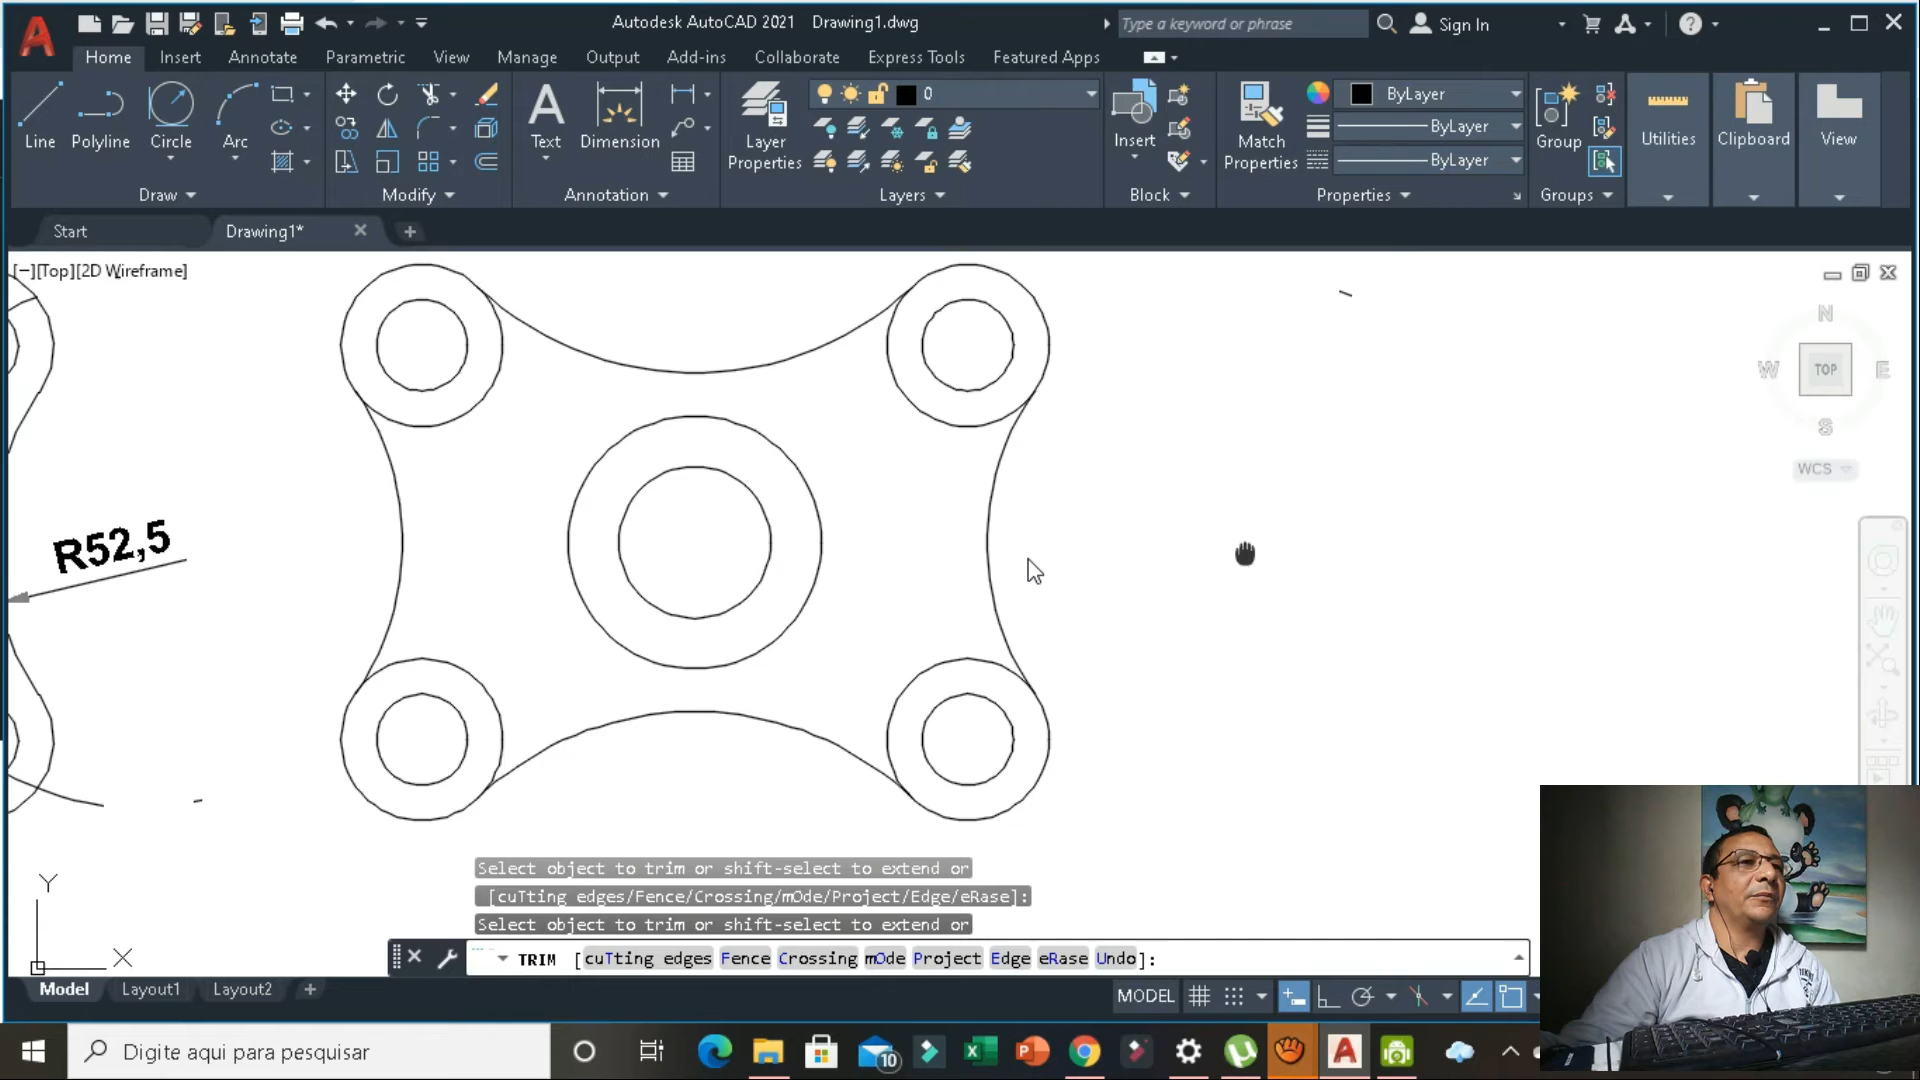 Autodesk AutoCAD 2021 Drawing1.dwg
Type a keyword or phrase
Sign In
Home Insert Annotate Parametric View Manage Output Add-ins Collaborate Express Tools Featured Apps
Line Polyline Circle Arc
Text Dimension
Layer Properties
0
Insert
Match Properties
ByLayer
ByLayer
ByLayer
Group
Utilities
Clipboard
View
Draw Modify Annotation Layers Block Properties Groups
Start Drawing1*
[−][Top][2D Wireframe]
N
W TOP E
S
WCS
R52,5
Y
X
Select object to trim or shift-select to extend or
[cuTting edges/Fence/Crossing/mOde/Project/Edge/eRase]:
Select object to trim or shift-select to extend or
TRIM [cuTting edges Fence Crossing mOde Project Edge eRase Undo]:
Model Layout1 Layout2
MODEL
Digite aqui para pesquisar
10